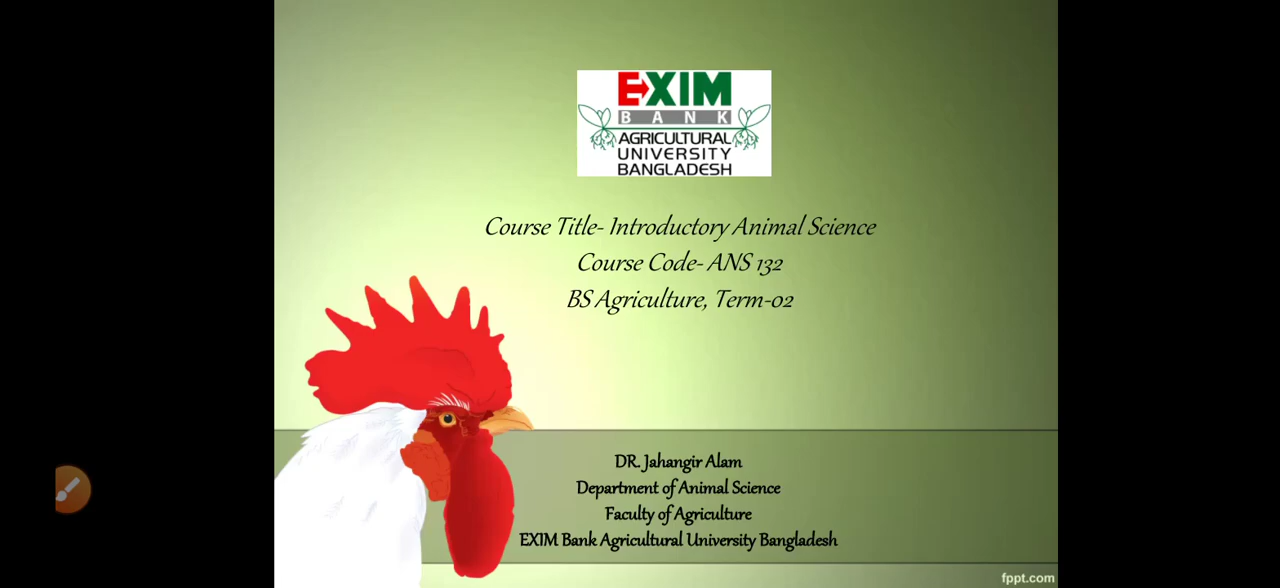 EXIM
BANK
AGRICULTURAL
UNIVERSITY
BANGLADESH
Course Title- Introductory Animal Science
Course Code- ANS 132
BS Agriculture, Term-02
DR. Jahangir Alam
Department of Animal Science
Faculty of Agriculture
EXIM Bank Agricultural University Bangladesh
fppt.com